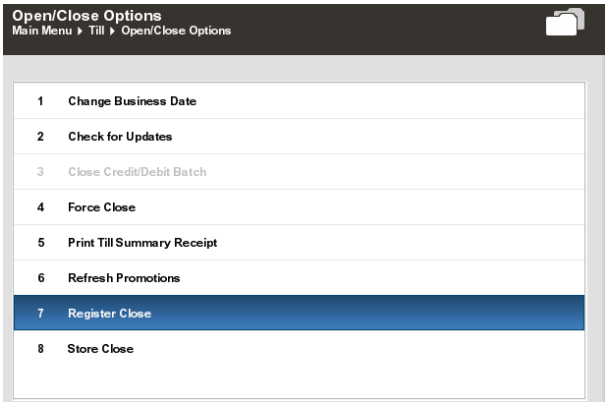 Open/Close Options
Main Menu ▸ Till ▸ Open/Close Options
1 Change Business Date
2 Check for Updates
3 Close Credit/Debit Batch
4 Force Close
5 Print Till Summary Receipt
6 Refresh Promotions
7 Register Close
8 Store Close